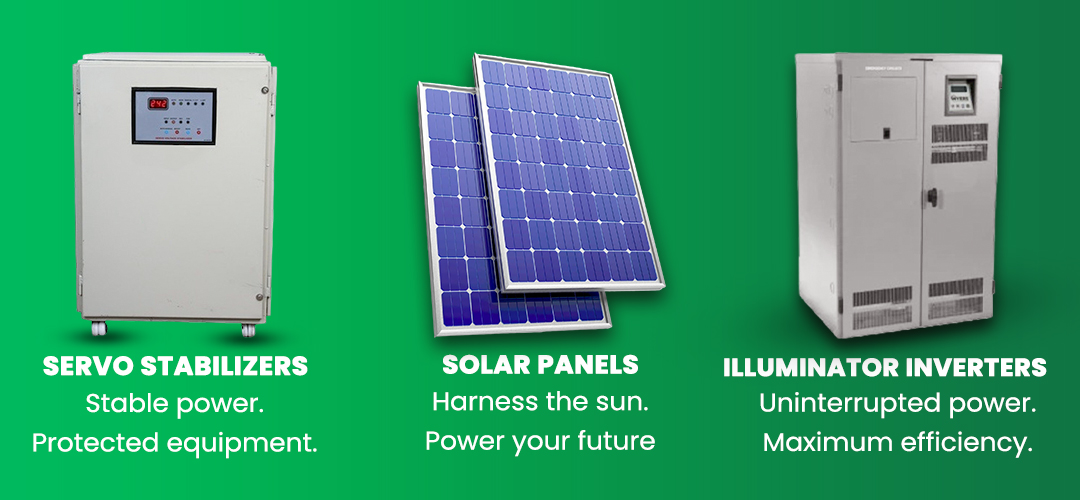 242
SERVO STABILIZERS
Stable power.
Protected equipment.
SOLAR PANELS
Harness the sun.
Power your future
ILLUMINATOR INVERTERS
Uninterrupted power.
Maximum efficiency.